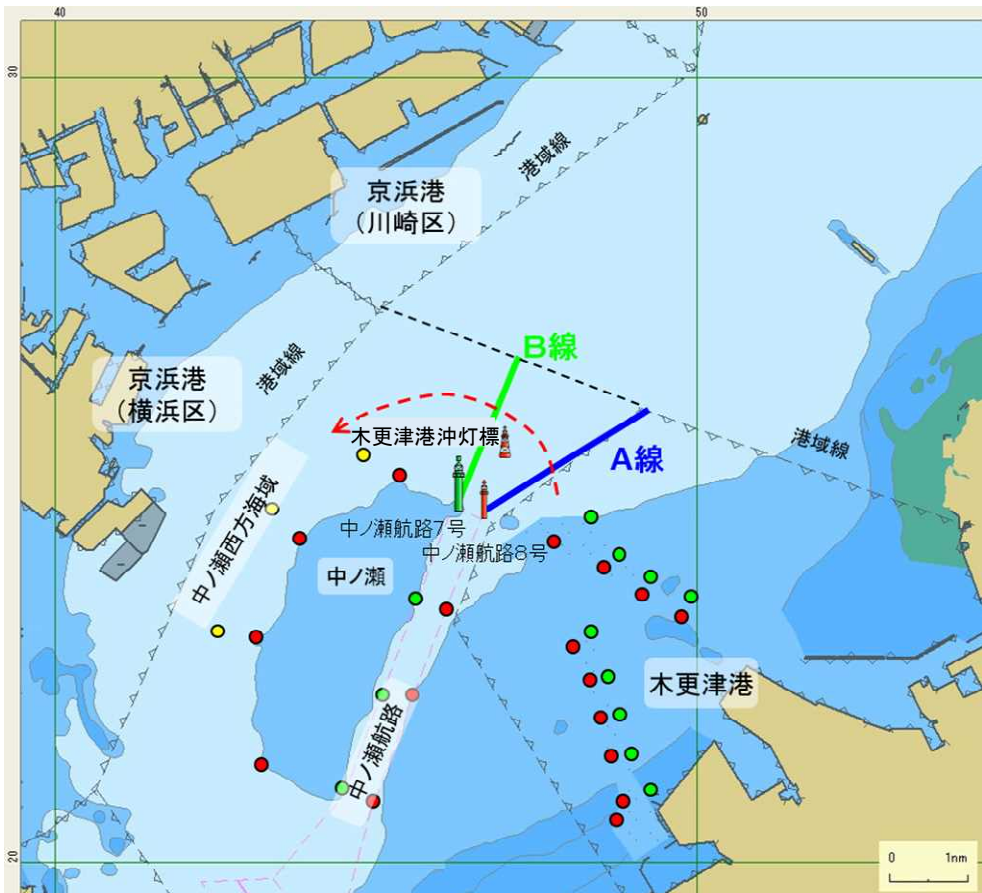 40
50
30
港域線
京浜港
(川崎区)
B線
京浜港
(横浜区)
港域線
木更津港沖灯標
A線
港域線
中ノ瀬西方海域
中ノ瀬航路7号
中ノ瀬航路8号
中ノ瀬
木更津港
中ノ瀬航路
20
0 1nm